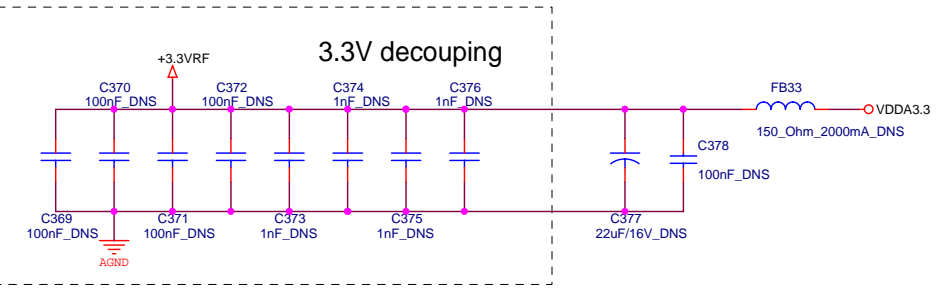 3.3V decouping
+3.3VRF
C370
100nF_DNS
C372
100nF_DNS
C374
1nF_DNS
C376
1nF_DNS
FB33
VDDA3.3
150_Ohm_2000mA_DNS
C378
100nF_DNS
C369
100nF_DNS
C371
100nF_DNS
C373
1nF_DNS
C375
1nF_DNS
C377
22uF/16V_DNS
AGND